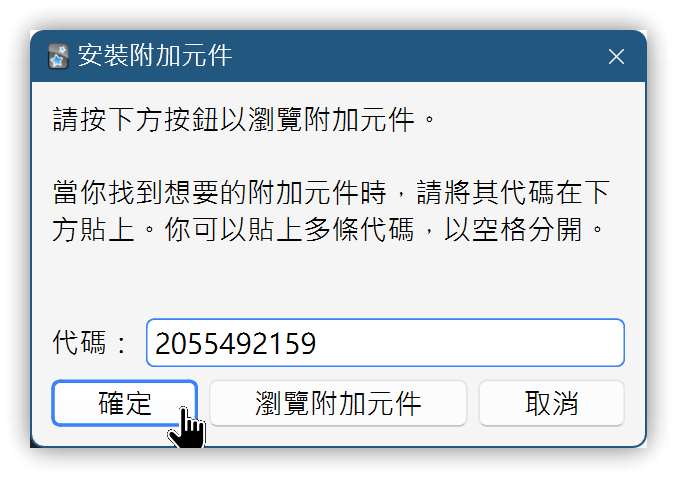 安裝附加元件
請按下方按鈕以瀏覽附加元件。
當你找到想要的附加元件時，請將其代碼在下
方貼上。你可以貼上多條代碼，以空格分開。
代碼： 2055492159
確定 瀏覽附加元件 取消